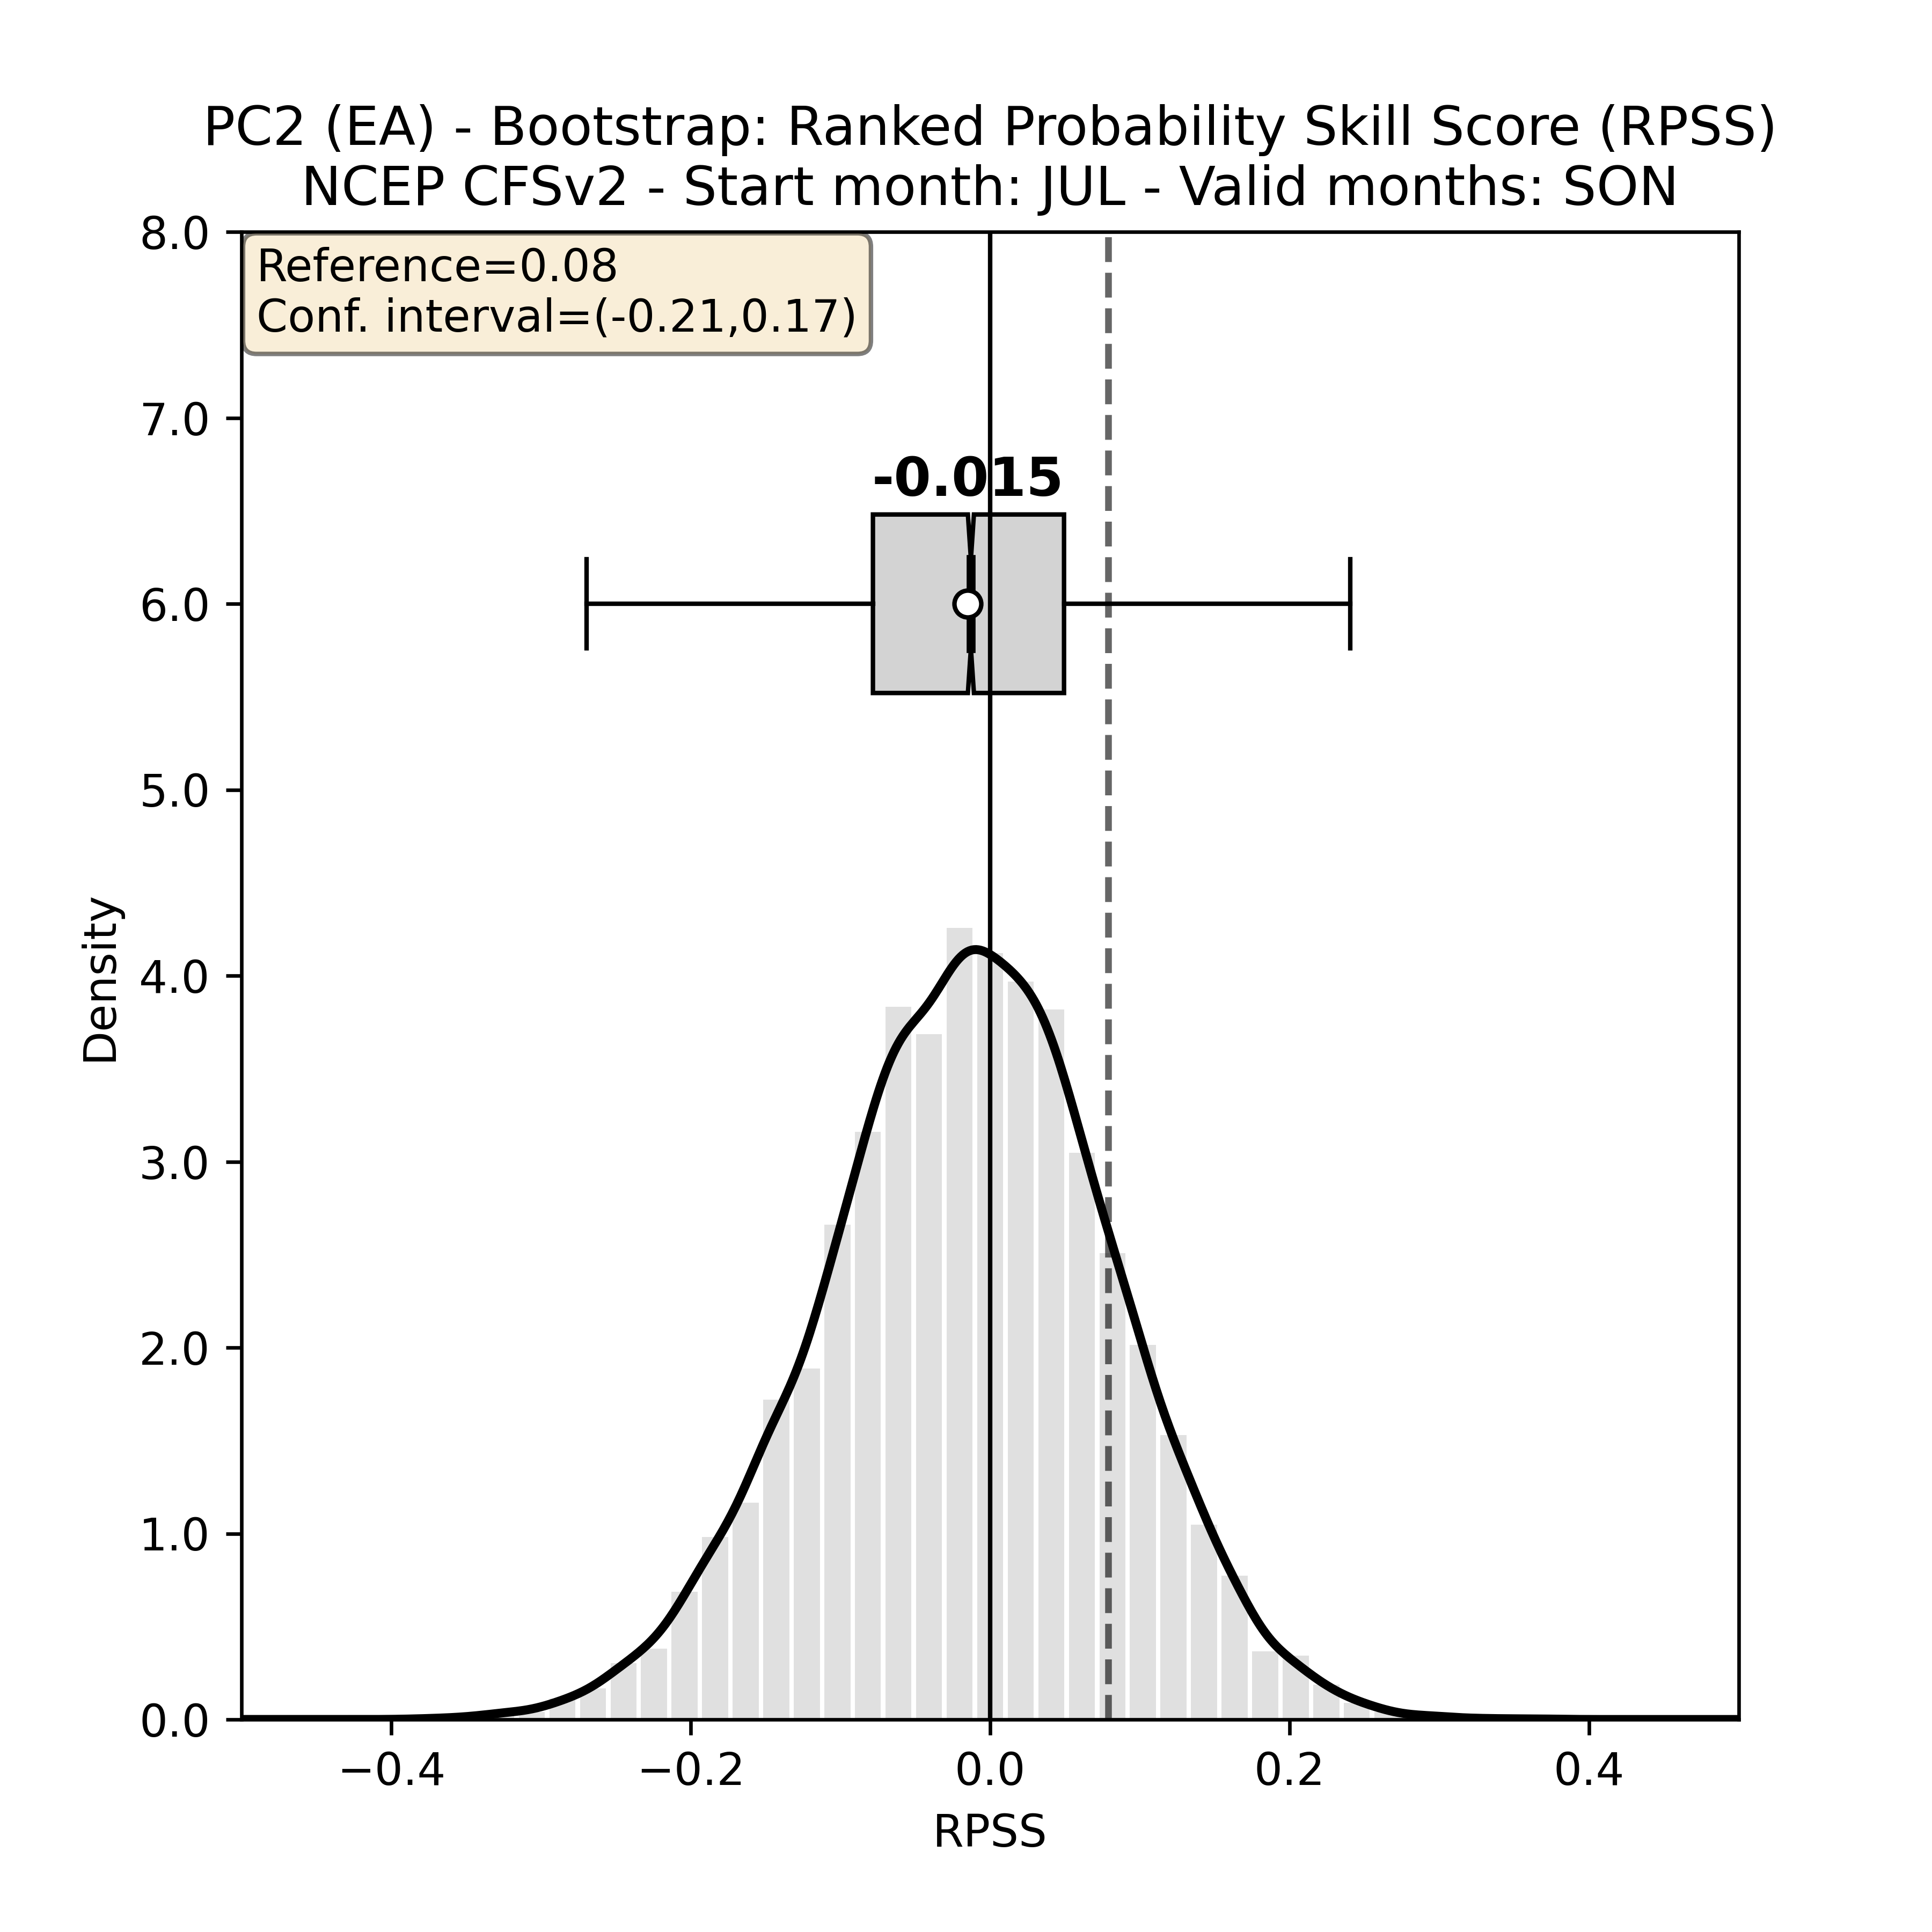 PC2 (EA) - Bootstrap: Ranked Probability Skill Score (RPSS)
NCEP CFSv2 - Start month: JUL - Valid months: SON
8.0
Reference=0.08
Conf. interval=(-0.21,0.17)
7.0
-0.015
6.0
5.0
Density
4.0
3.0
2.0
1.0
0.0
−0.4 −0.2 0.0 0.2 0.4
RPSS